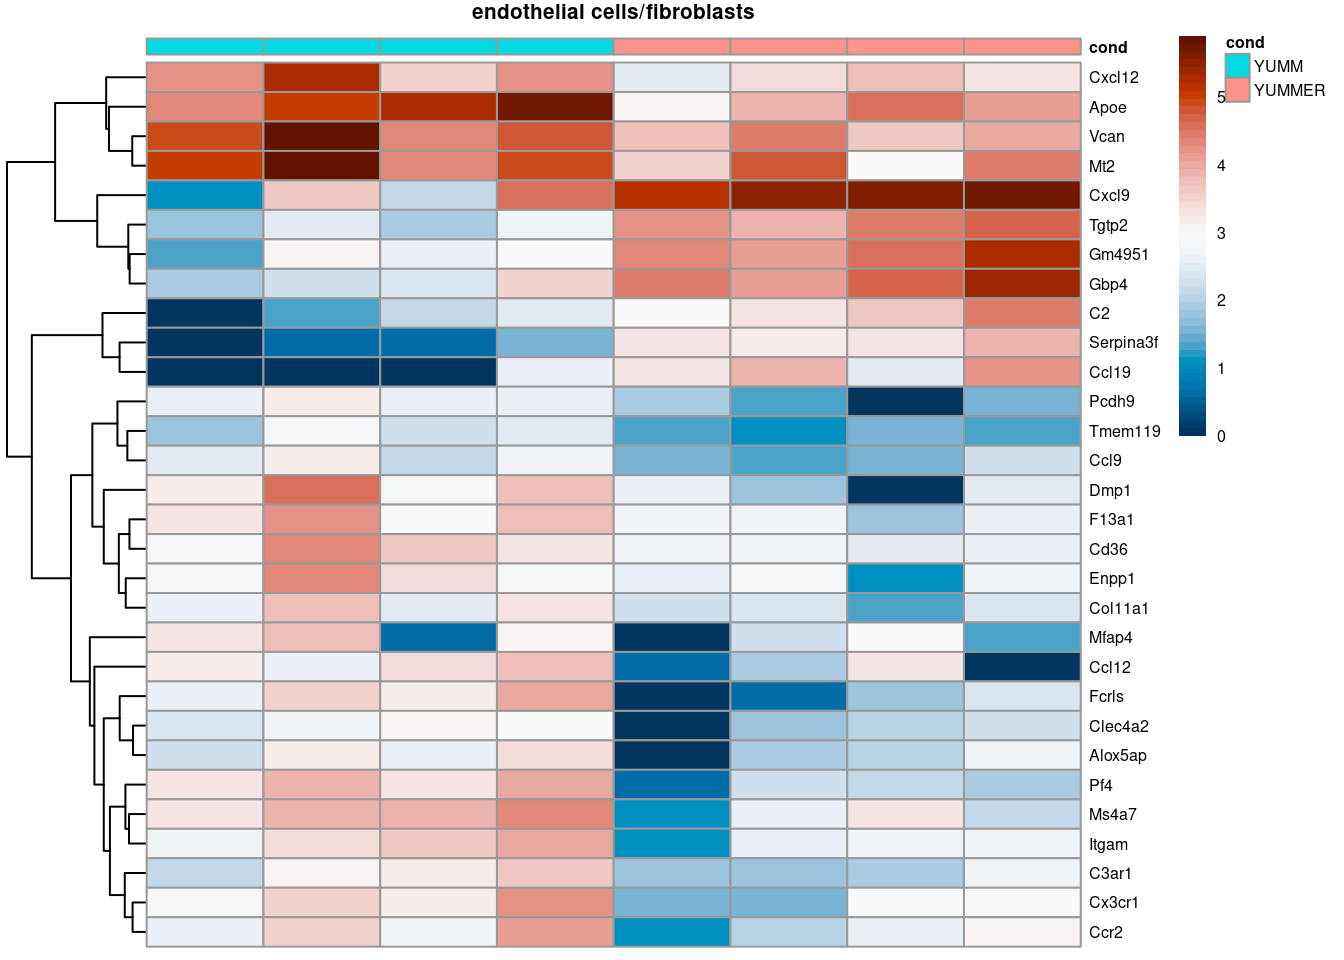 endothelial cells/fibroblasts
cond
Cxcl12
Apoe
Vcan
Mt2
Cxcl9
Tgtp2
Gm4951
Gbp4
C2
Serpina3f
Ccl19
Pcdh9
Tmem119
Ccl9
Dmp1
F13a1
Cd36
Enpp1
Col11a1
Mfap4
Ccl12
Fcrls
Clec4a2
Alox5ap
Pf4
Ms4a7
Itgam
C3ar1
Cx3cr1
Ccr2
5
4
3
2
1
0
cond
YUMM
YUMMER